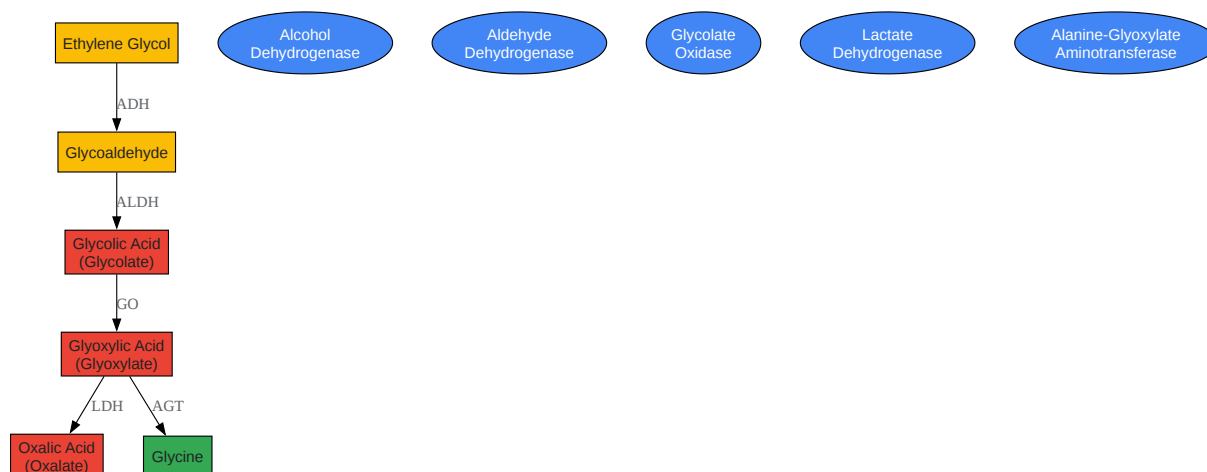 Ethylene Glycol
Alcohol
Dehydrogenase
Aldehyde
Dehydrogenase
Glycolate
Oxidase
Lactate
Dehydrogenase
Alanine-Glyoxylate
Aminotransferase
ADH
Glycoaldehyde
ALDH
Glycolic Acid
(Glycolate)
GO
Glyoxylic Acid
(Glyoxylate)
LDH
AGT
Oxalic Acid
(Oxalate)
Glycine